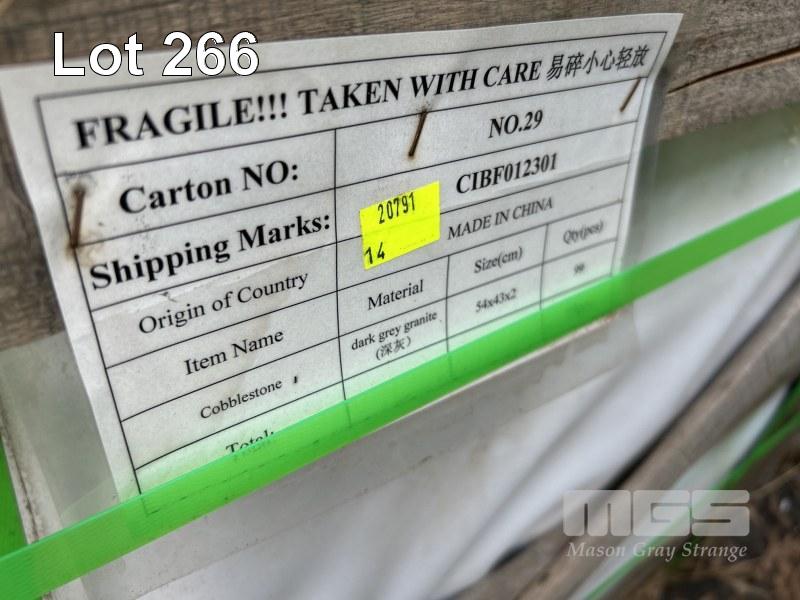 Lot 266
FRAGILE!!! TAKEN WITH CARE 易碎小心轻放
Carton NO: NO.29
Shipping Marks: CIBF012301
20791
14
Origin of Country MADE IN CHINA
Item Name Material Size(cm) Qty(pcs)
Cobblestone dark grey granite (深灰) 54x43x2 99
Total:
MGS
Mason Gray Strange